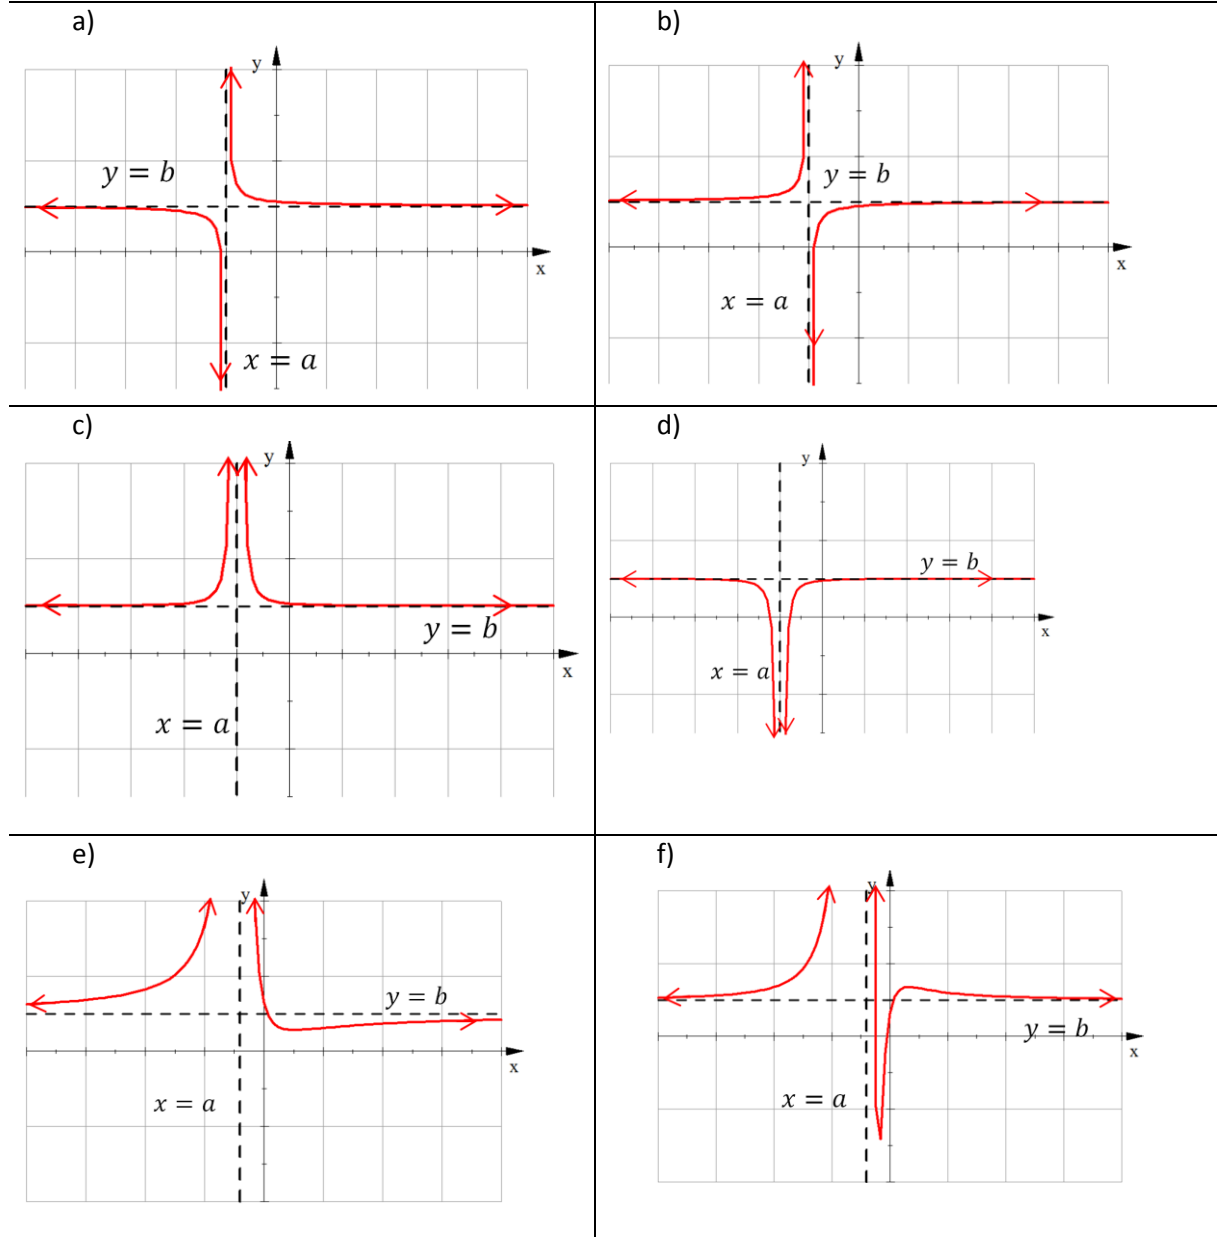 a)
y
y = b
x
x = a
b)
y
y = b
x
x = a
c)
y
y = b
x
x = a
d)
y
y = b
x
x = a
e)
y
y = b
x
x = a
f)
y
y = b
x
x = a